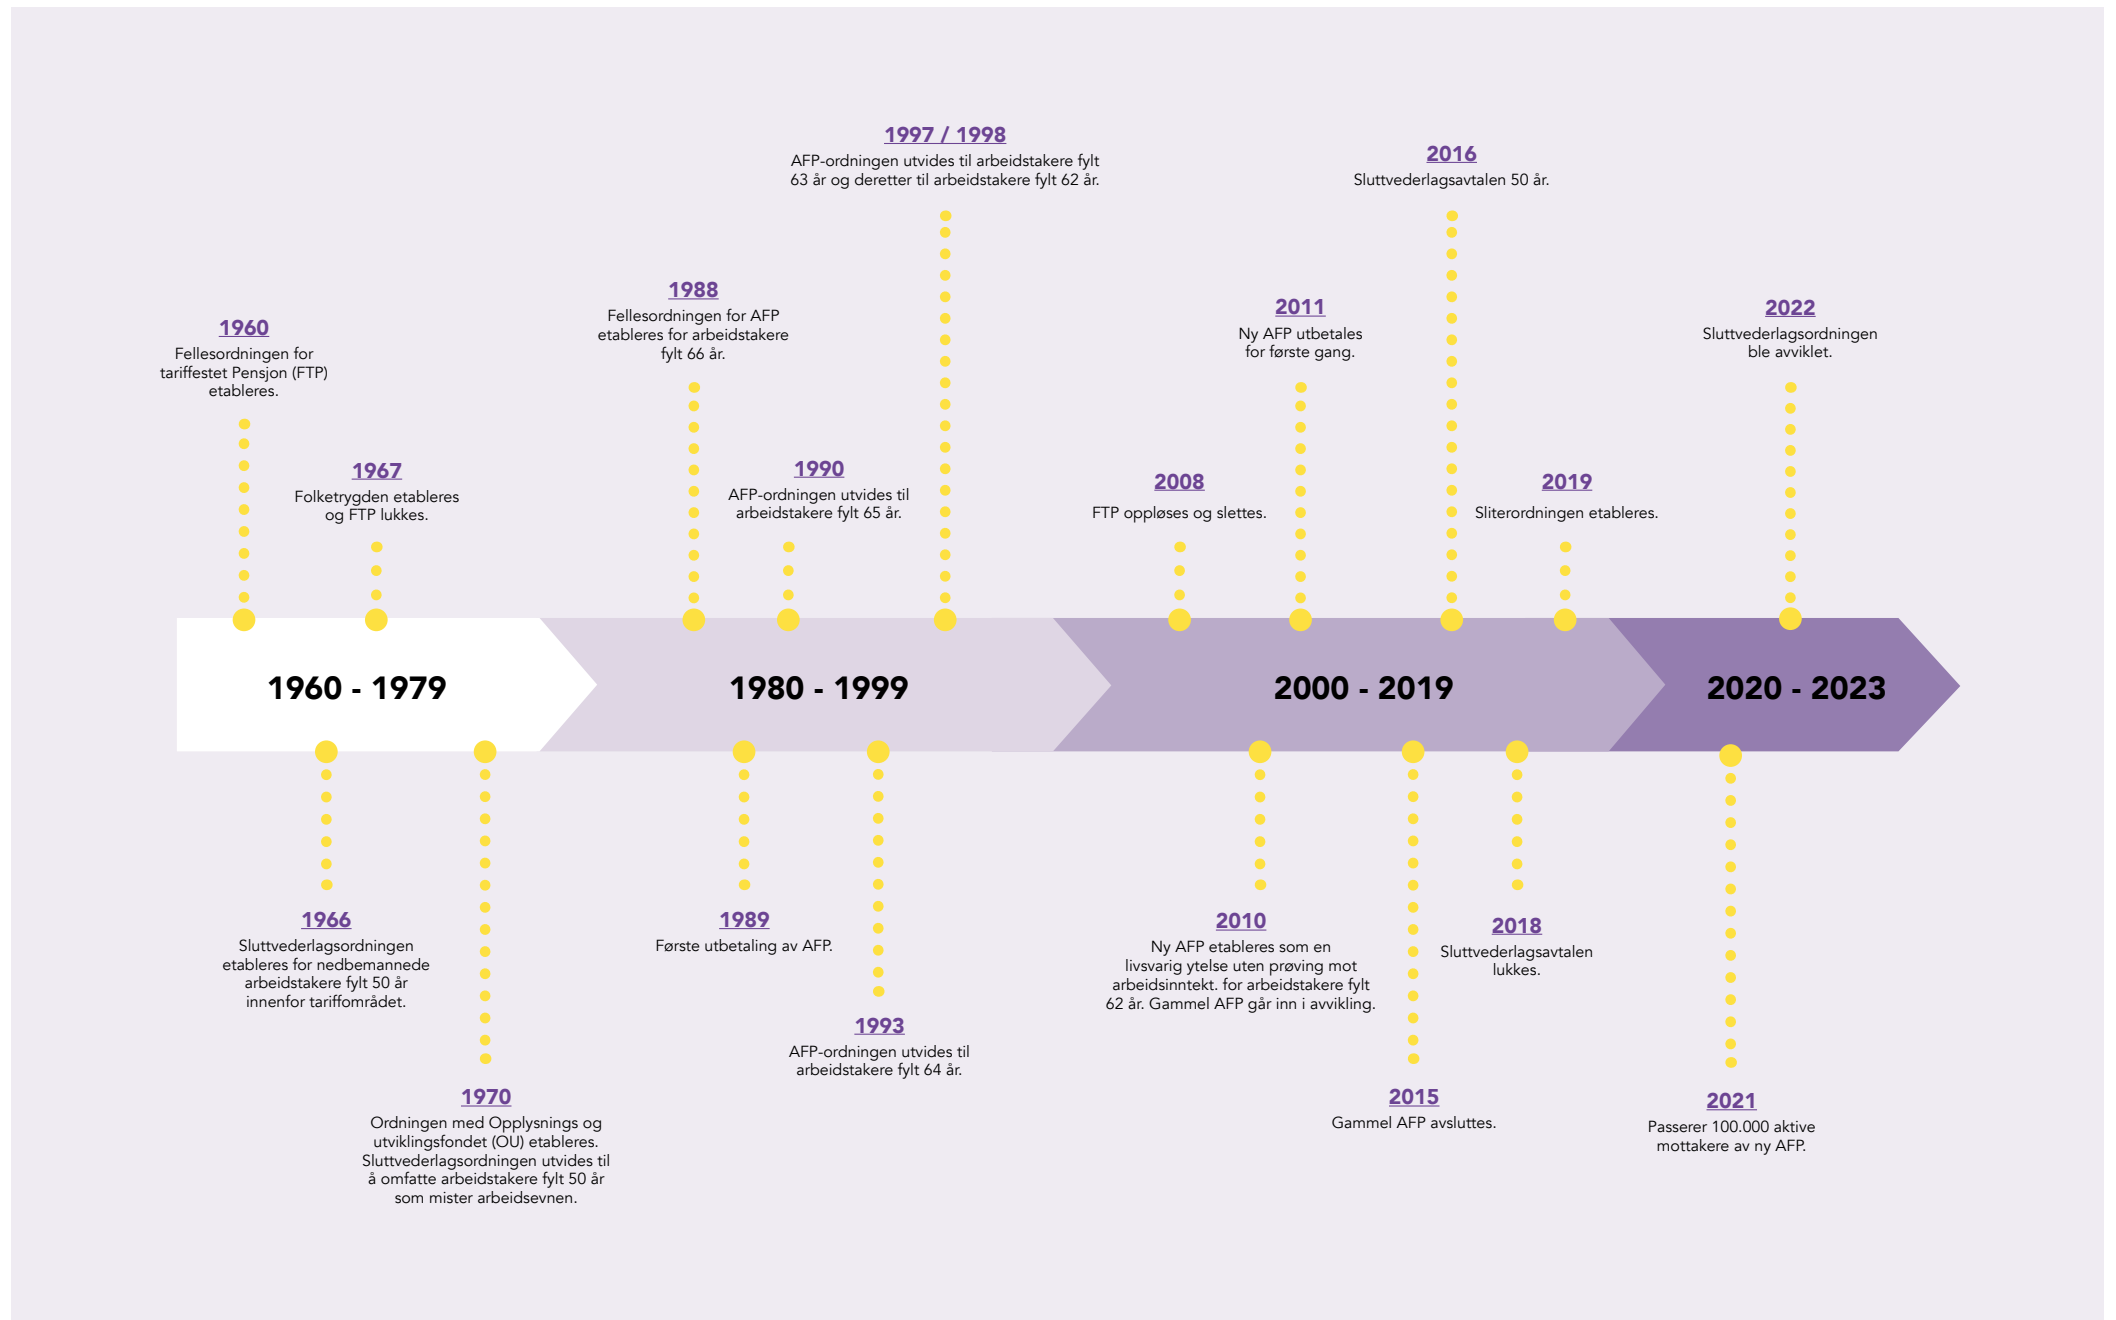 1997 / 1998
AFP-ordningen utvides til arbeidstakere fylt
63 år og deretter til arbeidstakere fylt 62 år.
2016
Sluttvederlagsavtalen 50 år.
1988
Fellesordningen for AFP
etableres for arbeidstakere
fylt 66 år.
2011
Ny AFP utbetales
for første gang.
2022
Sluttvederlagsordningen
ble avviklet.
1960
Fellesordningen for
tariffestet Pensjon (FTP)
etableres.
1967
Folketrygden etableres
og FTP lukkes.
1990
AFP-ordningen utvides til
arbeidstakere fylt 65 år.
2008
FTP oppløses og slettes.
2019
Sliterordningen etableres.
1960 - 1979
1980 - 1999
2000 - 2019
2020 - 2023
1966
Sluttvederlagsordningen
etableres for nedbemannede
arbeidstakere fylt 50 år
innenfor tariffområdet.
1989
Første utbetaling av AFP.
2010
Ny AFP etableres som en
livsvarig ytelse uten prøving mot
arbeidsinntekt. for arbeidstakere fylt
62 år. Gammel AFP går inn i avvikling.
2018
Sluttvederlagsavtalen
lukkes.
1993
AFP-ordningen utvides til
arbeidstakere fylt 64 år.
1970
Ordningen med Opplysnings og
utviklingsfondet (OU) etableres.
Sluttvederlagsordningen utvides til
å omfatte arbeidstakere fylt 50 år
som mister arbeidsevnen.
2015
Gammel AFP avsluttes.
2021
Passerer 100.000 aktive
mottakere av ny AFP.